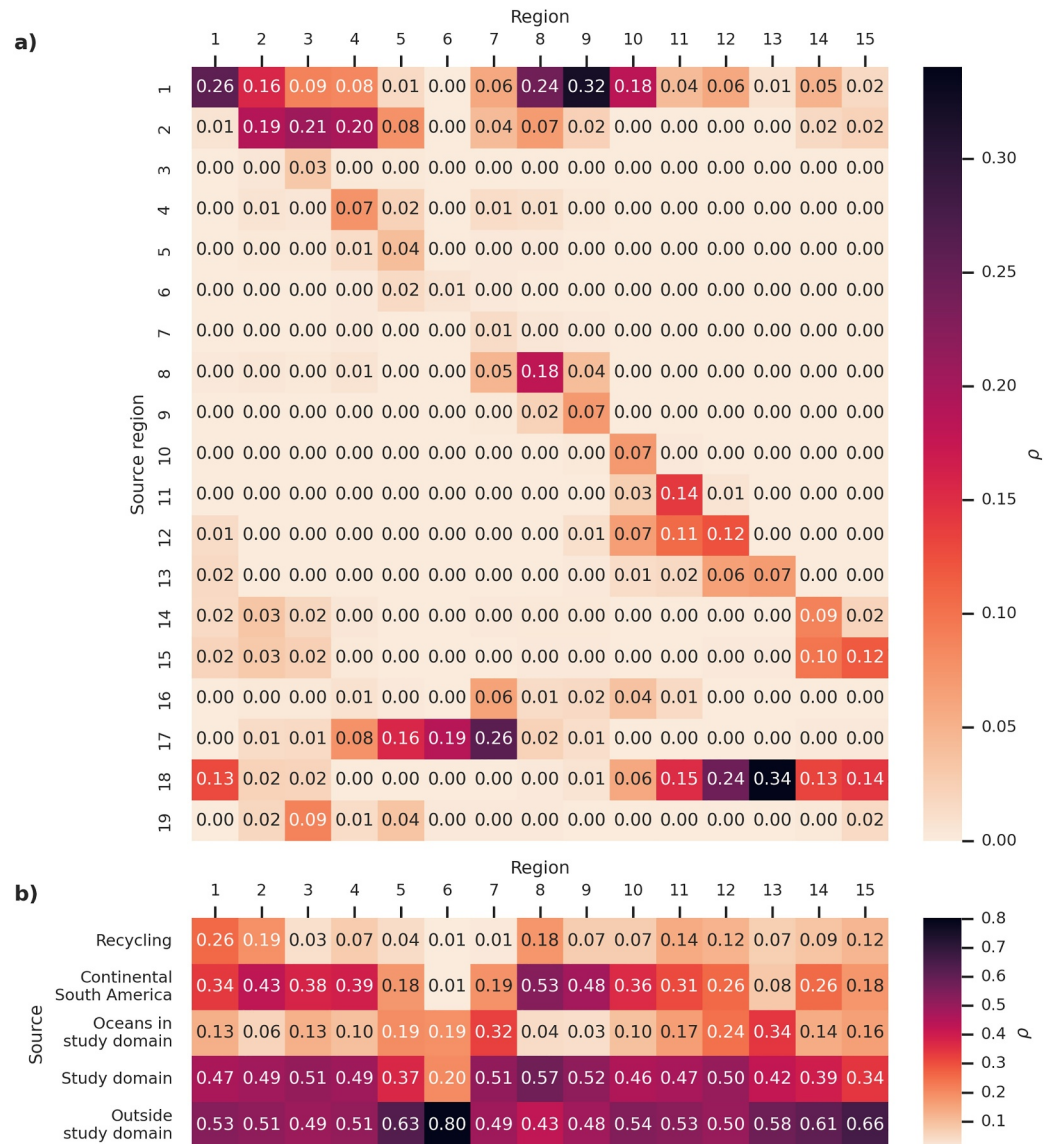 Region
a)
1 2 3 4 5 6 7 8 9 10 11 12 13 14 15
1 0.26 0.16 0.09 0.08 0.01 0.00 0.06 0.24 0.32 0.18 0.04 0.06 0.01 0.05 0.02
2 0.01 0.19 0.21 0.20 0.08 0.00 0.04 0.07 0.02 0.00 0.00 0.00 0.00 0.02 0.02
0.30
3 0.00 0.00 0.03 0.00 0.00 0.00 0.00 0.00 0.00 0.00 0.00 0.00 0.00 0.00 0.00
4 0.00 0.01 0.00 0.07 0.02 0.00 0.01 0.01 0.00 0.00 0.00 0.00 0.00 0.00 0.00
5 0.00 0.00 0.00 0.01 0.04 0.00 0.00 0.00 0.00 0.00 0.00 0.00 0.00 0.00 0.00
0.25
6 0.00 0.00 0.00 0.00 0.02 0.01 0.00 0.00 0.00 0.00 0.00 0.00 0.00 0.00 0.00
7 0.00 0.00 0.00 0.00 0.00 0.00 0.01 0.00 0.00 0.00 0.00 0.00 0.00 0.00 0.00
0.20
8 0.00 0.00 0.00 0.01 0.00 0.00 0.05 0.18 0.04 0.00 0.00 0.00 0.00 0.00 0.00
9 0.00 0.00 0.00 0.00 0.00 0.00 0.00 0.02 0.07 0.00 0.00 0.00 0.00 0.00 0.00
Source region
10 0.00 0.00 0.00 0.00 0.00 0.00 0.00 0.00 0.00 0.07 0.00 0.00 0.00 0.00 0.00
ρ
11 0.00 0.00 0.00 0.00 0.00 0.00 0.00 0.00 0.00 0.03 0.14 0.01 0.00 0.00 0.00
0.15
12 0.01 0.00 0.00 0.00 0.00 0.00 0.00 0.00 0.01 0.07 0.11 0.12 0.00 0.00 0.00
13 0.02 0.00 0.00 0.00 0.00 0.00 0.00 0.00 0.00 0.01 0.02 0.06 0.07 0.00 0.00
14 0.02 0.03 0.02 0.00 0.00 0.00 0.00 0.00 0.00 0.00 0.00 0.00 0.00 0.09 0.02
0.10
15 0.02 0.03 0.02 0.00 0.00 0.00 0.00 0.00 0.00 0.00 0.00 0.00 0.00 0.10 0.12
16 0.00 0.00 0.00 0.01 0.00 0.00 0.06 0.01 0.02 0.04 0.01 0.00 0.00 0.00 0.00
0.05
17 0.00 0.01 0.01 0.08 0.16 0.19 0.26 0.02 0.01 0.00 0.00 0.00 0.00 0.00 0.00
18 0.13 0.02 0.02 0.00 0.00 0.00 0.00 0.00 0.01 0.06 0.15 0.24 0.34 0.13 0.14
19 0.00 0.02 0.09 0.01 0.04 0.00 0.00 0.00 0.00 0.00 0.00 0.00 0.00 0.00 0.02
0.00
Region
b)
1 2 3 4 5 6 7 8 9 10 11 12 13 14 15
0.8
Recycling 0.26 0.19 0.03 0.07 0.04 0.01 0.01 0.18 0.07 0.07 0.14 0.12 0.07 0.09 0.12
0.7
Continental
South America 0.34 0.43 0.38 0.39 0.18 0.01 0.19 0.53 0.48 0.36 0.31 0.26 0.08 0.26 0.18
0.6
0.5
Source
Oceans in
study domain 0.13 0.06 0.13 0.10 0.19 0.19 0.32 0.04 0.03 0.10 0.17 0.24 0.34 0.14 0.16
0.4
ρ
0.3
Study domain 0.47 0.49 0.51 0.49 0.37 0.20 0.51 0.57 0.52 0.46 0.47 0.50 0.42 0.39 0.34
0.2
Outside
study domain 0.53 0.51 0.49 0.51 0.63 0.80 0.49 0.43 0.48 0.54 0.53 0.50 0.58 0.61 0.66
0.1